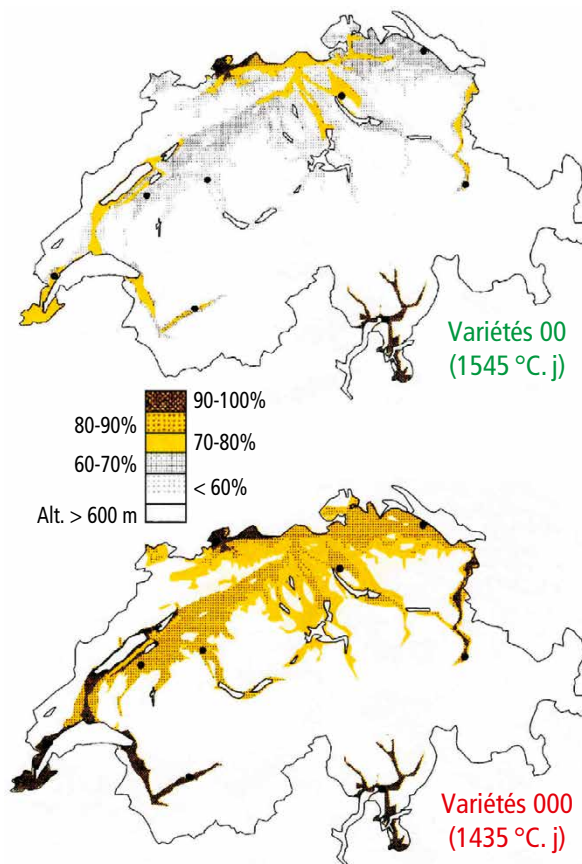 Variétés 00
(1545 °C. j)
90-100%
80-90%
70-80%
60-70%
< 60%
Alt. > 600 m
Variétés 000
(1435 °C. j)